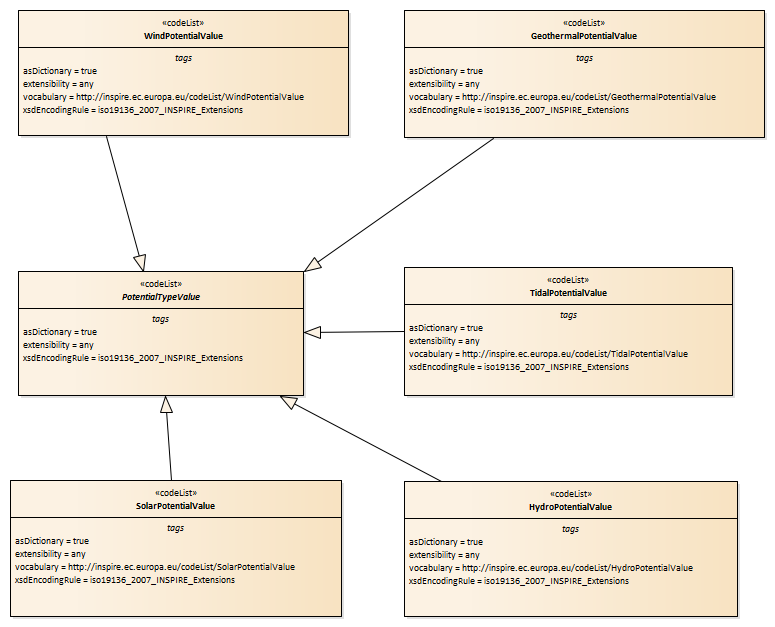 «codeList»
WindPotentialValue
tags
asDictionary = true
extensibility = any
vocabulary = http://inspire.ec.europa.eu/codeList/WindPotentialValue
xsdEncodingRule = iso19136_2007_INSPIRE_Extensions
«codeList»
GeothermalPotentialValue
tags
asDictionary = true
extensibility = any
vocabulary = http://inspire.ec.europa.eu/codeList/GeothermalPotentialValue
xsdEncodingRule = iso19136_2007_INSPIRE_Extensions
«codeList»
PotentialTypeValue
tags
asDictionary = true
extensibility = any
xsdEncodingRule = iso19136_2007_INSPIRE_Extensions
«codeList»
TidalPotentialValue
tags
asDictionary = true
extensibility = any
vocabulary = http://inspire.ec.europa.eu/codeList/TidalPotentialValue
xsdEncodingRule = iso19136_2007_INSPIRE_Extensions
«codeList»
SolarPotentialValue
tags
asDictionary = true
extensibility = any
vocabulary = http://inspire.ec.europa.eu/codeList/SolarPotentialValue
xsdEncodingRule = iso19136_2007_INSPIRE_Extensions
«codeList»
HydroPotentialValue
tags
asDictionary = true
extensibility = any
vocabulary = http://inspire.ec.europa.eu/codeList/HydroPotentialValue
xsdEncodingRule = iso19136_2007_INSPIRE_Extensions